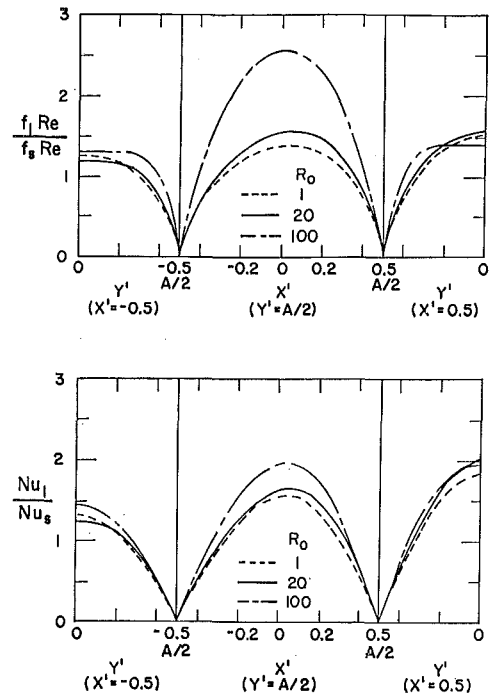 3
2
1
0
f_l Re
f_s Re
R_o
1
20
100
0 -0.5 -0.2 0 0.2 0.5 0
A/2 A/2
Y' X' Y'
(X'=-0.5) (Y'=A/2) (X'=0.5)
3
2
1
0
Nu_l
Nu_s
R_o
1
20
100
0 -0.5 -0.2 0 0.2 0.5 0
A/2 A/2
Y' X' Y'
(X'=-0.5) (Y'=A/2) (X'=0.5)